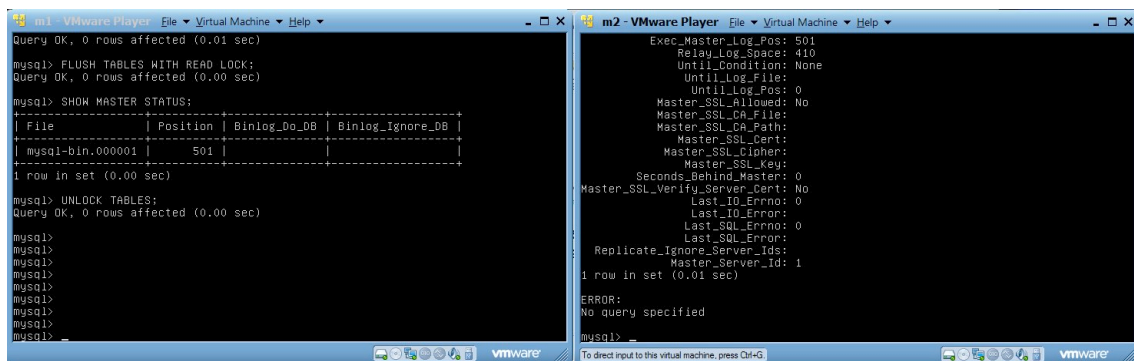 m1 - VMware Player File ▾ Virtual Machine ▾ Help ▾
Query OK, 0 rows affected (0.01 sec)
mysql> FLUSH TABLES WITH READ LOCK;
Query OK, 0 rows affected (0.00 sec)
mysql> SHOW MASTER STATUS;
+------------------+----------+--------------+------------------+
| File | Position | Binlog_Do_DB | Binlog_Ignore_DB |
+------------------+----------+--------------+------------------+
| mysql-bin.000001 | 501 | | |
+------------------+----------+--------------+------------------+
1 row in set (0.00 sec)
mysql> UNLOCK TABLES;
Query OK, 0 rows affected (0.00 sec)
mysql>
mysql>
mysql>
mysql>
mysql>
mysql>
mysql>
mysql> _
vmware
m2 - VMware Player File ▾ Virtual Machine ▾ Help ▾
Exec_Master_Log_Pos: 501
Relay_Log_Space: 410
Until_Condition: None
Until_Log_File:
Until_Log_Pos: 0
Master_SSL_Allowed: No
Master_SSL_CA_File:
Master_SSL_CA_Path:
Master_SSL_Cert:
Master_SSL_Cipher:
Master_SSL_Key:
Seconds_Behind_Master: 0
Master_SSL_Verify_Server_Cert: No
Last_IO_Errno: 0
Last_IO_Error:
Last_SQL_Errno: 0
Last_SQL_Error:
Replicate_Ignore_Server_Ids:
Master_Server_Id: 1
1 row in set (0.01 sec)
ERROR:
No query specified
mysql> _
To direct input to this virtual machine, press Ctrl+G.
vmware